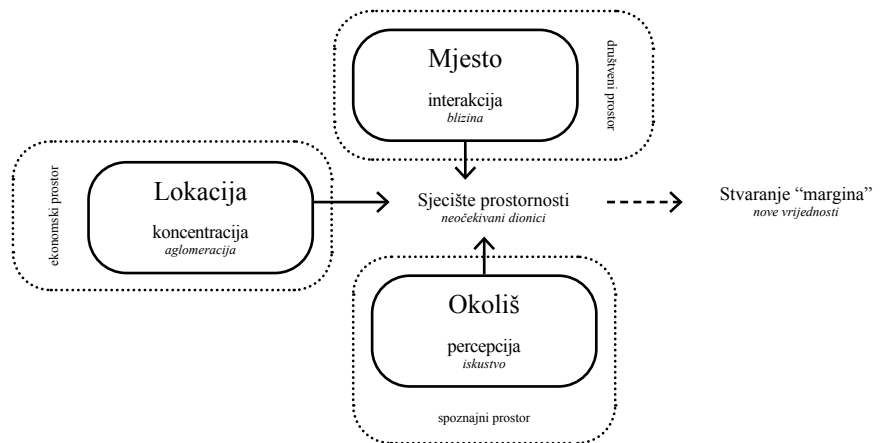 Mjesto
interakcija
blizina
društveni prostor
ekonomski prostor
Lokacija
koncentracija
aglomeracija
Sjecište prostornosti
neočekivani dionici
Stvaranje “margina”
nove vrijednosti
Okoliš
percepcija
iskustvo
spoznajni prostor